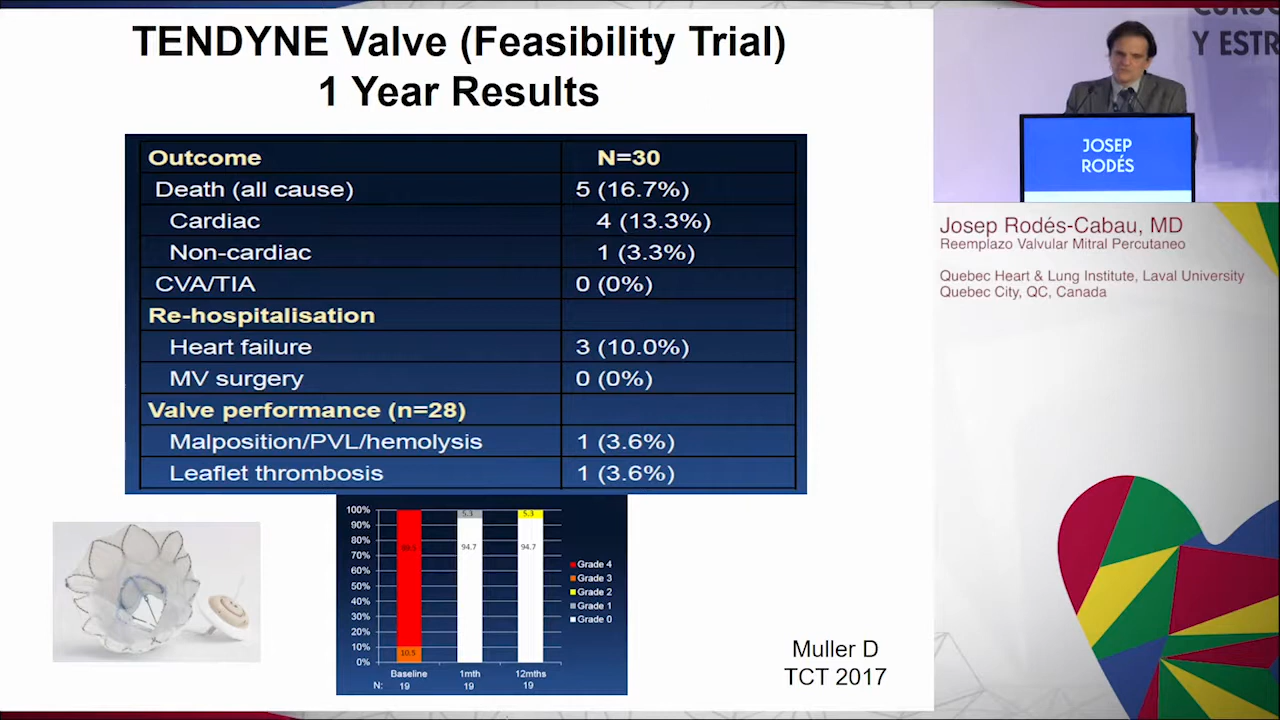 TENDYNE Valve (Feasibility Trial)
1 Year Results
Outcome N=30
Death (all cause) 5 (16.7%)
Cardiac 4 (13.3%)
Non-cardiac 1 (3.3%)
CVA/TIA 0 (0%)
Re-hospitalisation
Heart failure 3 (10.0%)
MV surgery 0 (0%)
Valve performance (n=28)
Malposition/PVL/hemolysis 1 (3.6%)
Leaflet thrombosis 1 (3.6%)
100%
90%
80%
70%
60%
50%
40%
30%
20%
10%
0%
5.3
5.3
94.7
94.7
10.5
Grade 4
Grade 3
Grade 2
Grade 1
Grade 0
Baseline 1mth 12mths
N: 19 19 19
Muller D
TCT 2017
Y ESTR
JOSEP
RODÉS
Josep Rodés-Cabau, MD
Reemplazo Valvular Mitral Percutaneo
Quebec Heart & Lung Institute, Laval University
Quebec City, QC, Canada